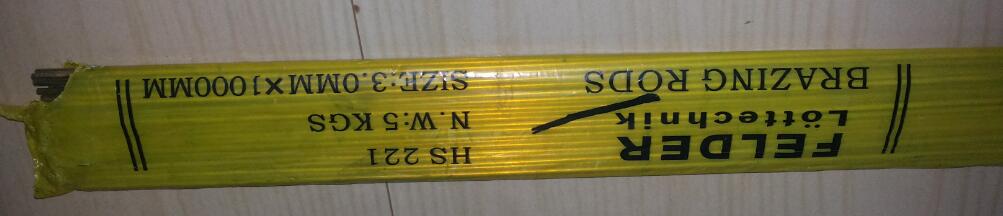 FELDER
Löttechnik
BRAZING RODS
HS 221
N.W:5 KGS
SIZE:3.0MM×1000MM